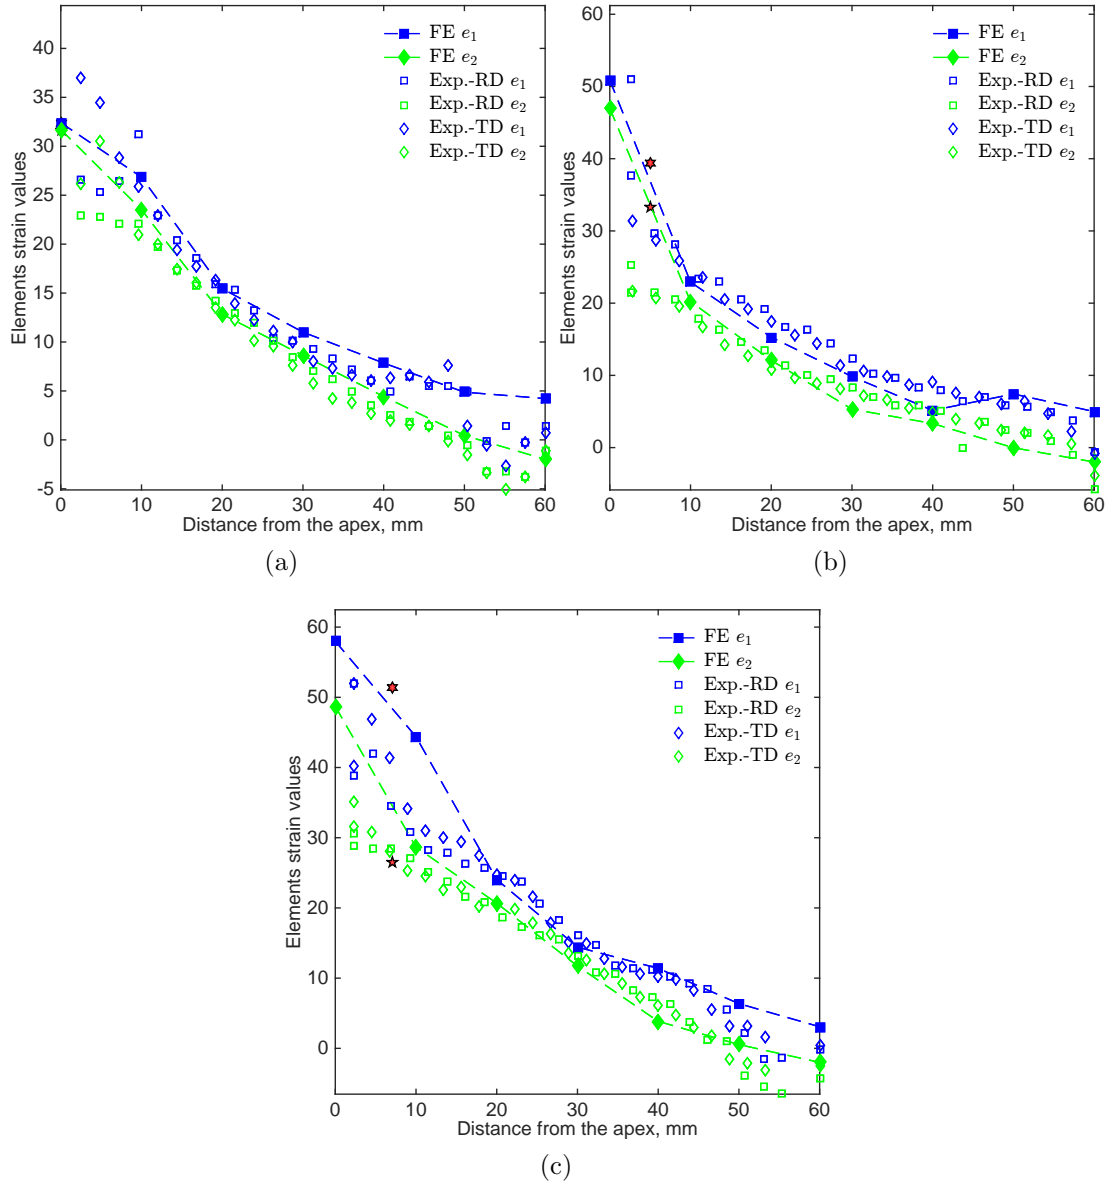 40
35
30
25
20
15
10
5
0
-5
Elements strain values
FE e1
FE e2
Exp.-RD e1
Exp.-RD e2
Exp.-TD e1
Exp.-TD e2
0 10 20 30 40 50 60
Distance from the apex, mm
(a)
60
50
40
30
20
10
0
Elements strain values
FE e1
FE e2
Exp.-RD e1
Exp.-RD e2
Exp.-TD e1
Exp.-TD e2
0 10 20 30 40 50 60
Distance from the apex, mm
(b)
60
50
40
30
20
10
0
Elements strain values
FE e1
FE e2
Exp.-RD e1
Exp.-RD e2
Exp.-TD e1
Exp.-TD e2
0 10 20 30 40 50 60
Distance from the apex, mm
(c)